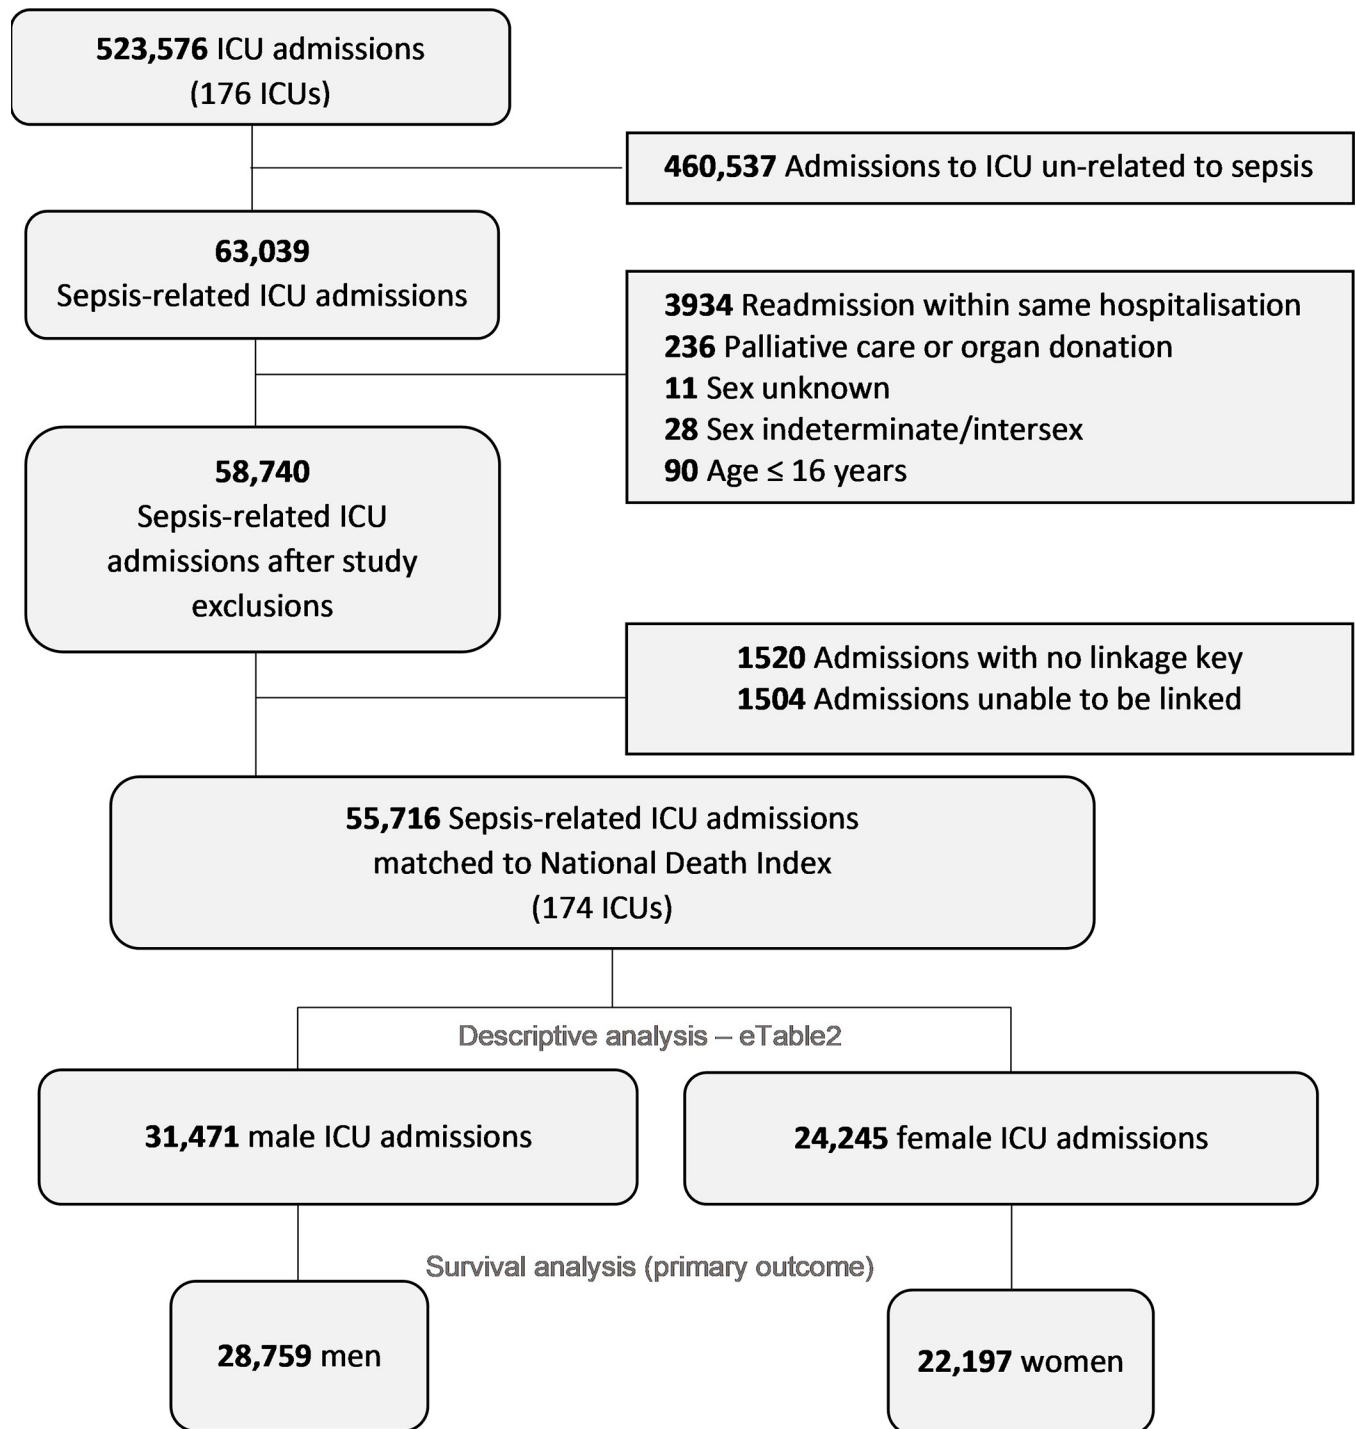 523,576 ICU admissions
(176 ICUs)
460,537 Admissions to ICU un-related to sepsis
63,039
Sepsis-related ICU admissions
3934 Readmission within same hospitalisation
236 Palliative care or organ donation
11 Sex unknown
28 Sex indeterminate/intersex
90 Age ≤ 16 years
58,740
Sepsis-related ICU
admissions after study
exclusions
1520 Admissions with no linkage key
1504 Admissions unable to be linked
55,716 Sepsis-related ICU admissions
matched to National Death Index
(174 ICUs)
Descriptive analysis – eTable2
31,471 male ICU admissions
24,245 female ICU admissions
Survival analysis (primary outcome)
28,759 men
22,197 women